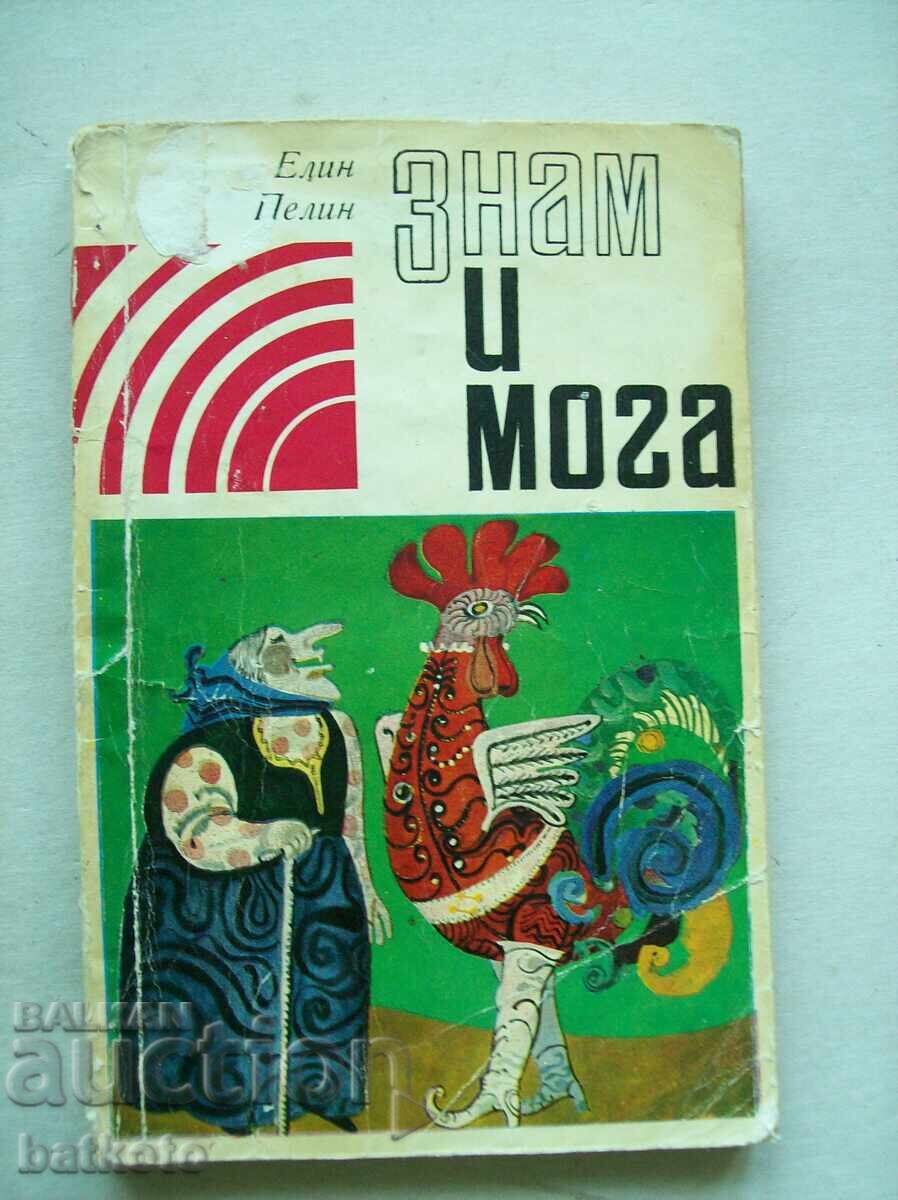 Елин
Пелин
знам
и
мога
BALKAN
auction
batkoto